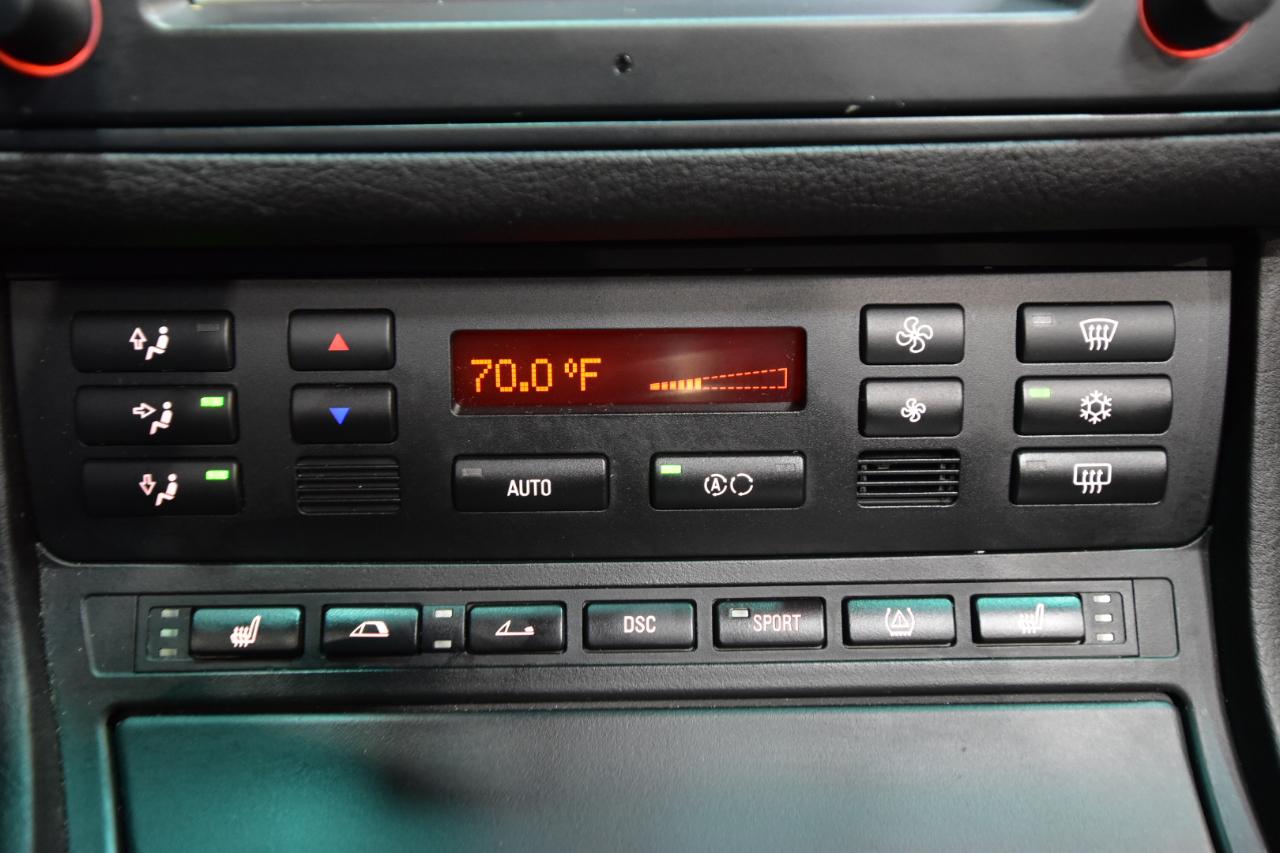 70.0 °F
AUTO
A
DSC
SPORT